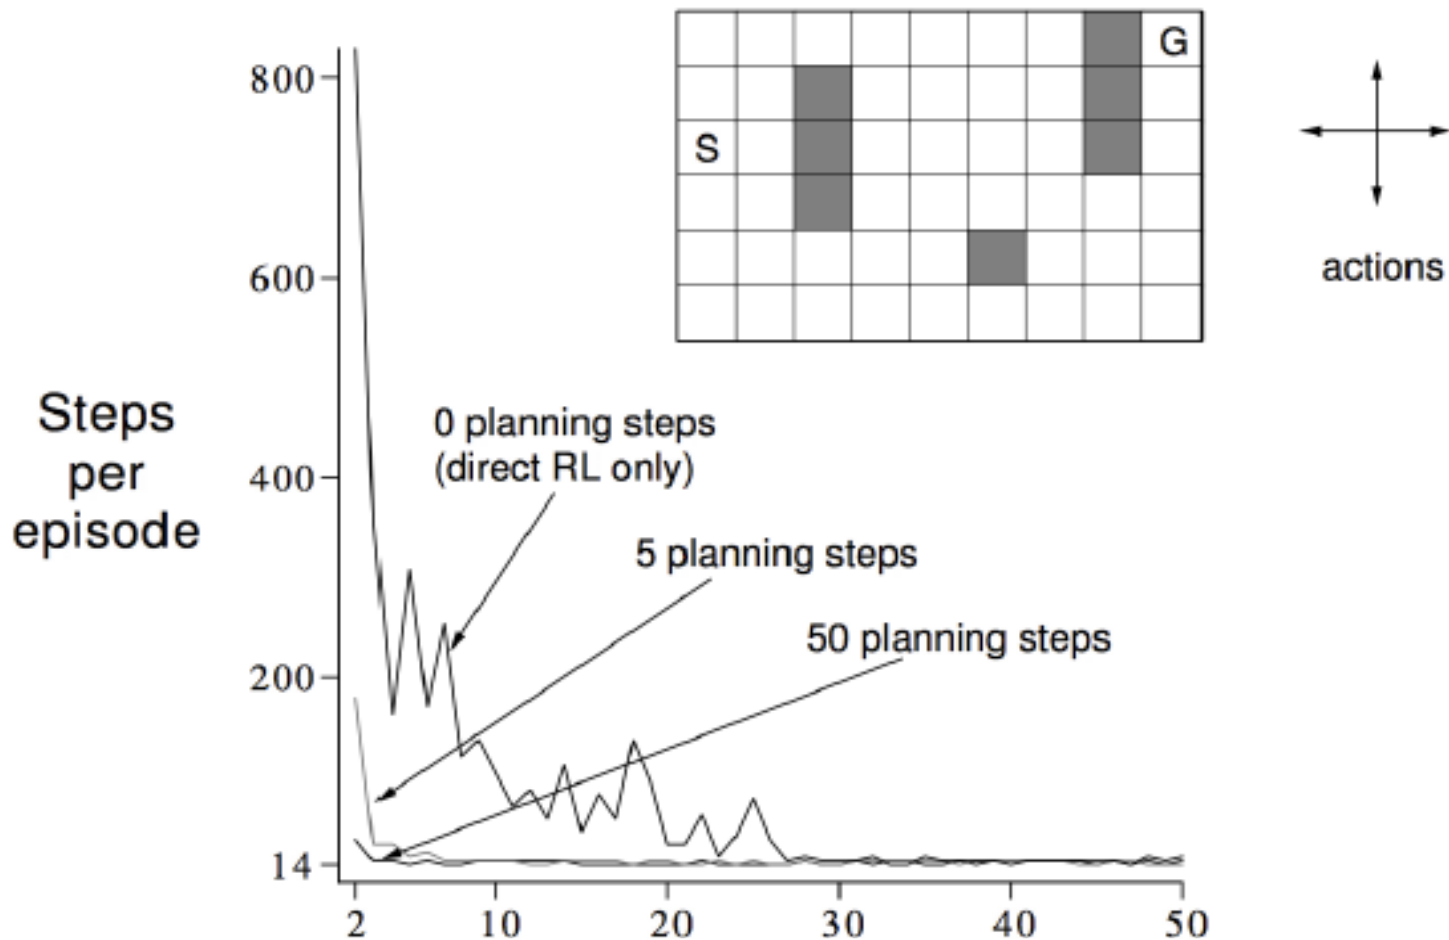 800
600
400
200
14
2
10
20
30
40
50
Steps
per
episode
0 planning steps
(direct RL only)
5 planning steps
50 planning steps
G
S
actions